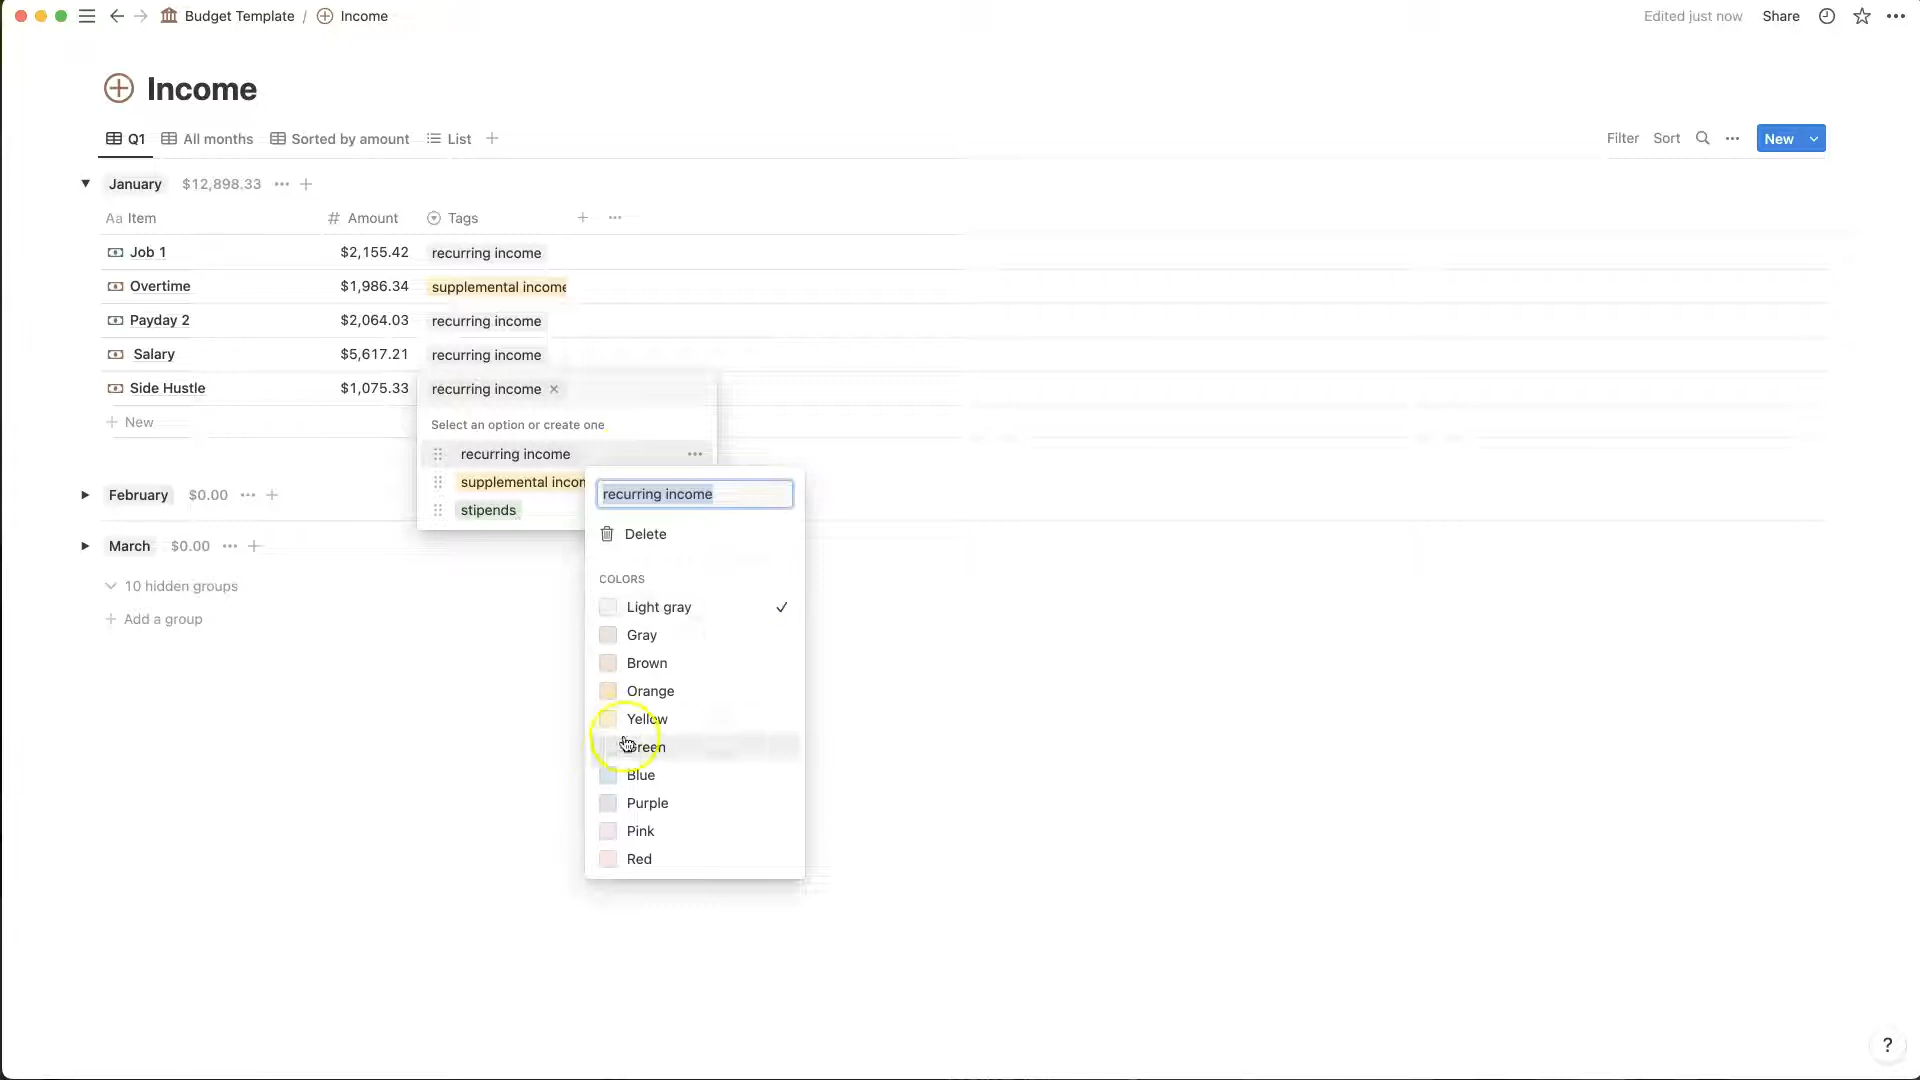 Budget Template / Income
Edited just now Share
Income
Q1 All months Sorted by amount List
Filter Sort New
January $12,898.33
Aa Item # Amount Tags
Job 1 $2,155.42 recurring income
Overtime $1,986.34 supplemental income
Payday 2 $2,064.03 recurring income
Salary $5,617.21 recurring income
Side Hustle $1,075.33 recurring income
New
Select an option or create one
recurring income
supplemental incom
stipends
recurring income
Delete
COLORS
Light gray
Gray
Brown
Orange
Yellow
Green
Blue
Purple
Pink
Red
February $0.00
March $0.00
10 hidden groups
Add a group
?